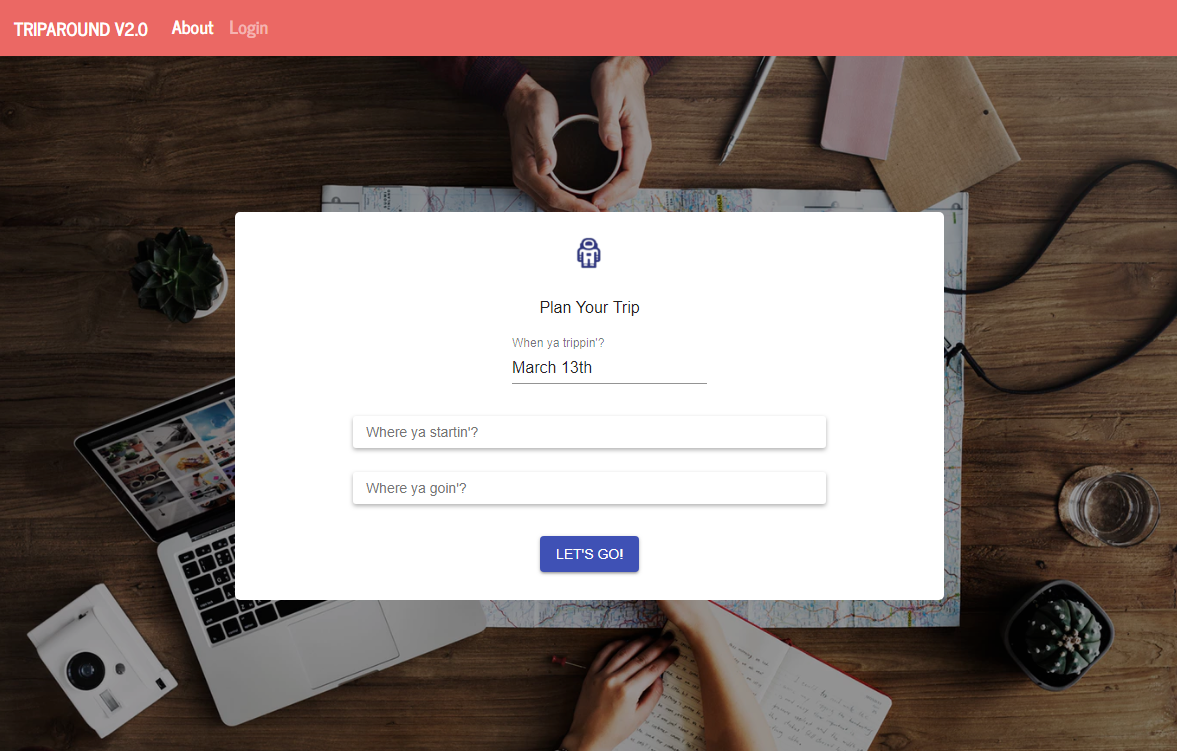 TRIPAROUND V2.0 About Login
Plan Your Trip
When ya trippin'?
March 13th
Where ya startin'?
Where ya goin'?
LET'S GO!